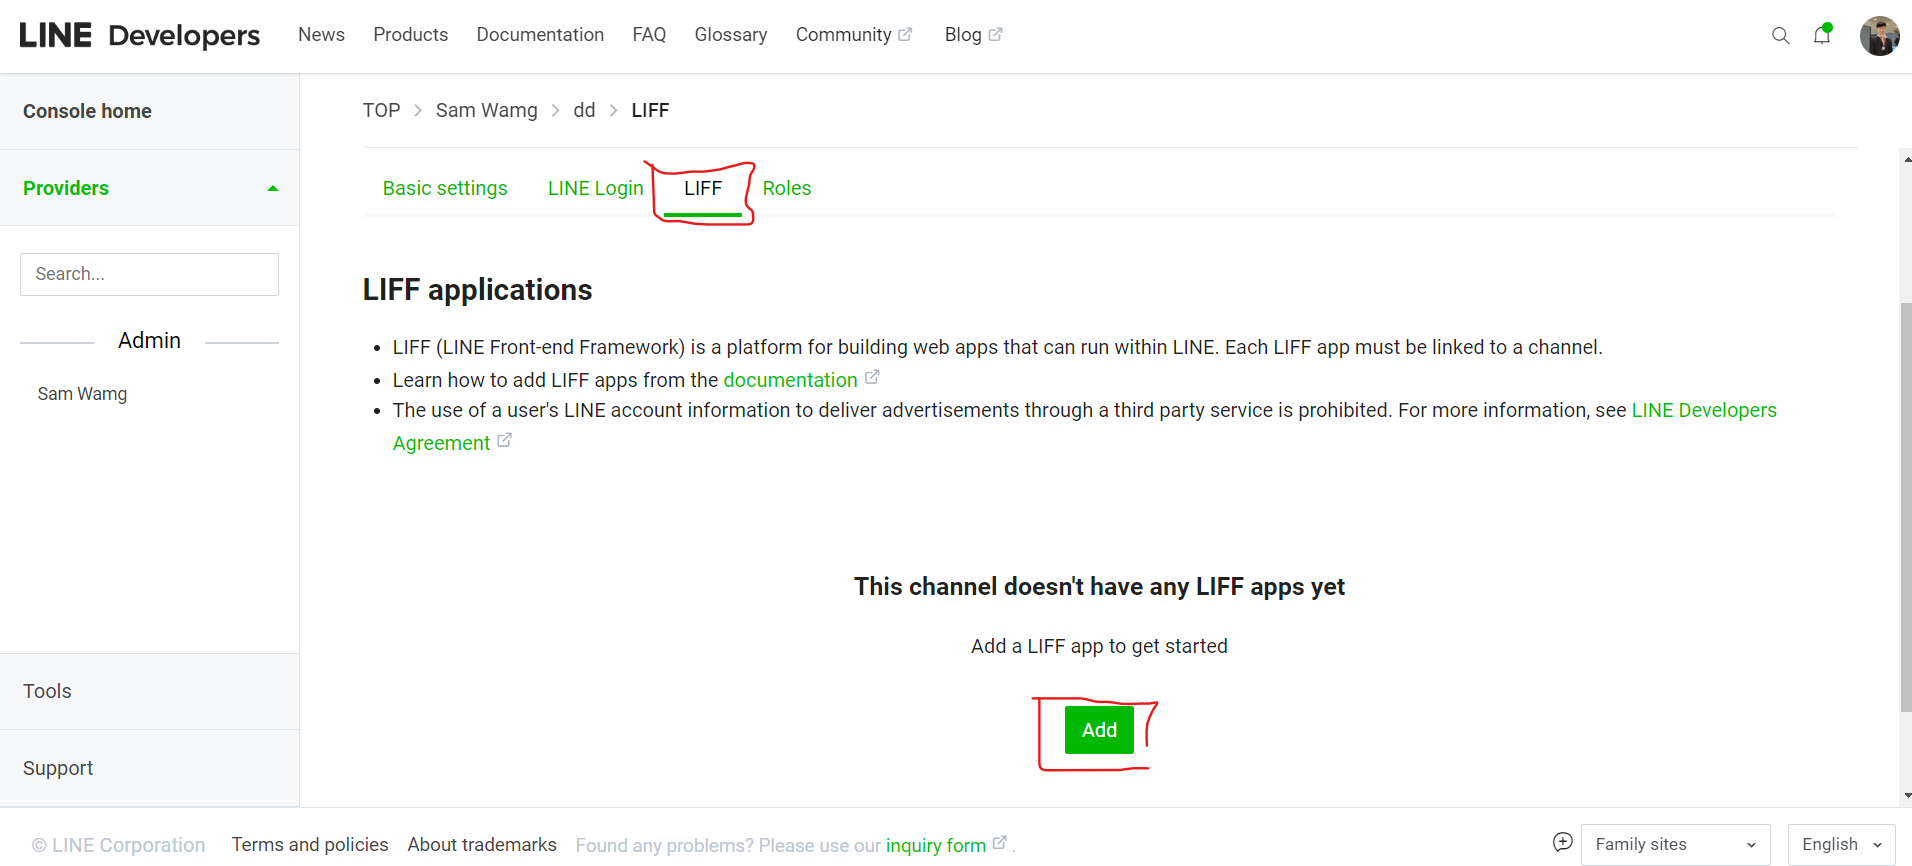 LINE Developers News Products Documentation FAQ Glossary Community Blog
Console home
Providers
Search...
Admin
Sam Wamg
Tools
Support
TOP > Sam Wamg > dd > LIFF
Basic settings LINE Login LIFF Roles
LIFF applications
• LIFF (LINE Front-end Framework) is a platform for building web apps that can run within LINE. Each LIFF app must be linked to a channel.
• Learn how to add LIFF apps from the documentation
• The use of a user's LINE account information to deliver advertisements through a third party service is prohibited. For more information, see LINE Developers
Agreement
This channel doesn't have any LIFF apps yet
Add a LIFF app to get started
Add
© LINE Corporation Terms and policies About trademarks Found any problems? Please use our inquiry form . Family sites English